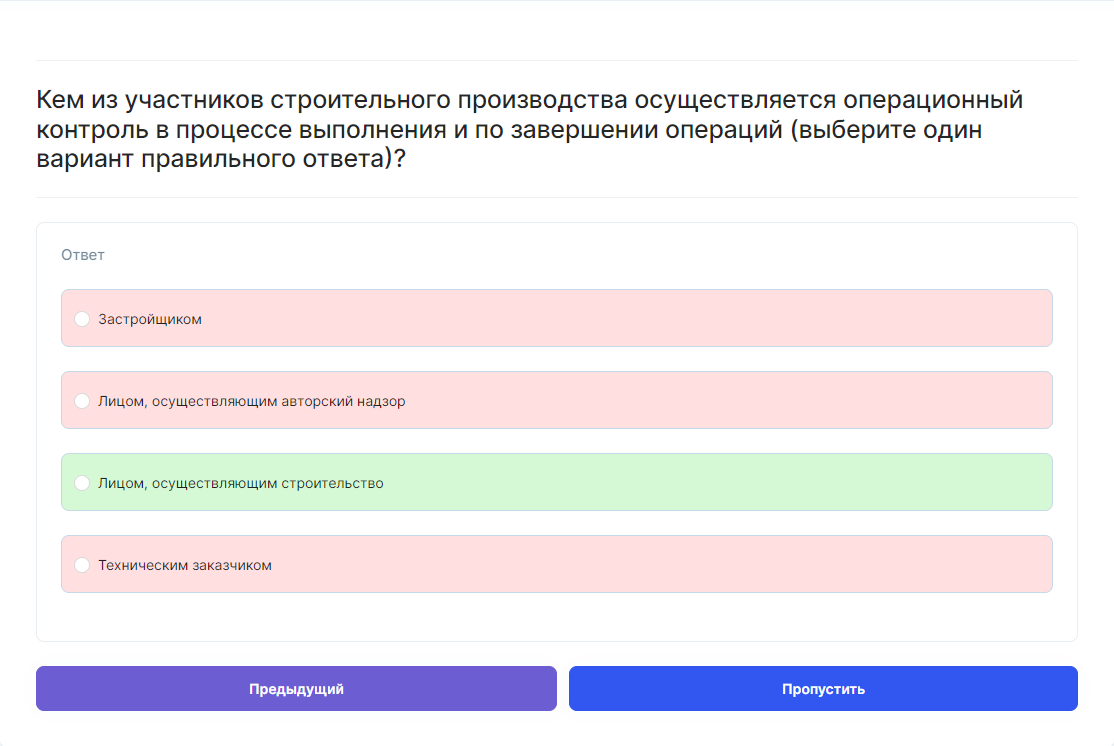 Кем из участников строительного производства осуществляется операционный
контроль в процессе выполнения и по завершении операций (выберите один
вариант правильного ответа)?
Ответ
Застройщиком
Лицом, осуществляющим авторский надзор
Лицом, осуществляющим строительство
Техническим заказчиком
Предыдущий
Пропустить